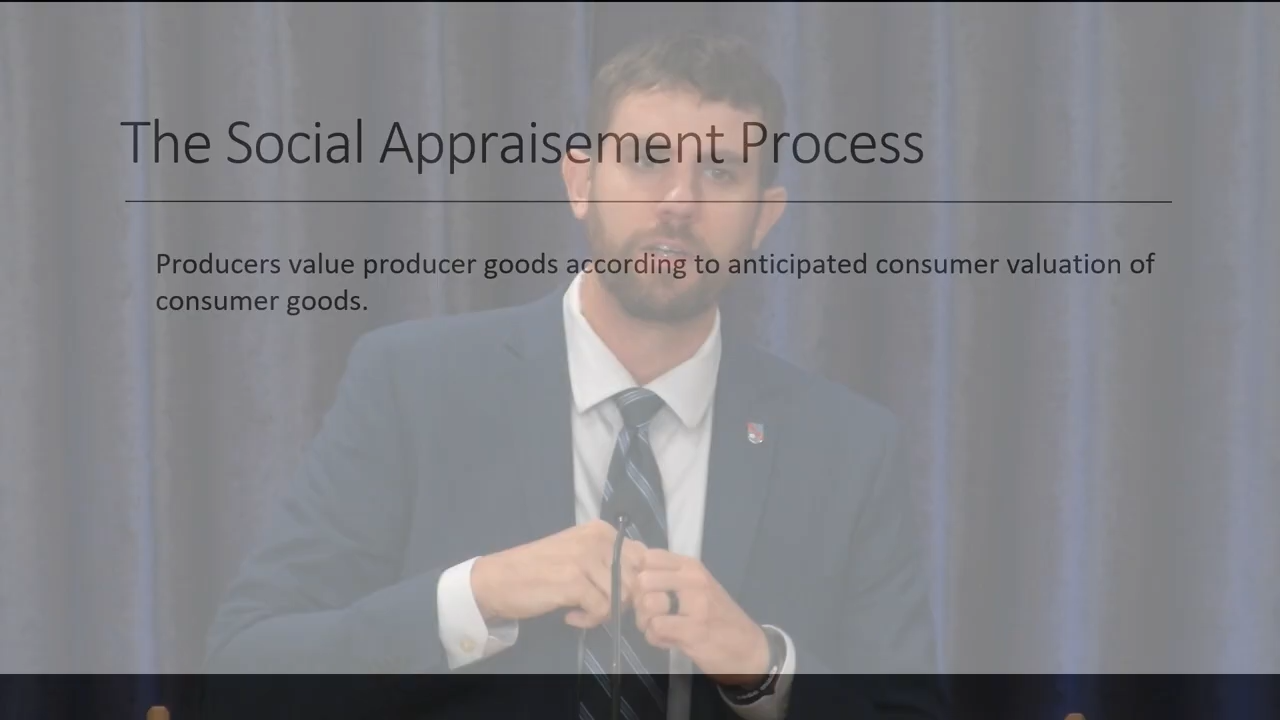 The Social Appraisement Process
Producers value producer goods according to anticipated consumer valuation of
consumer goods.